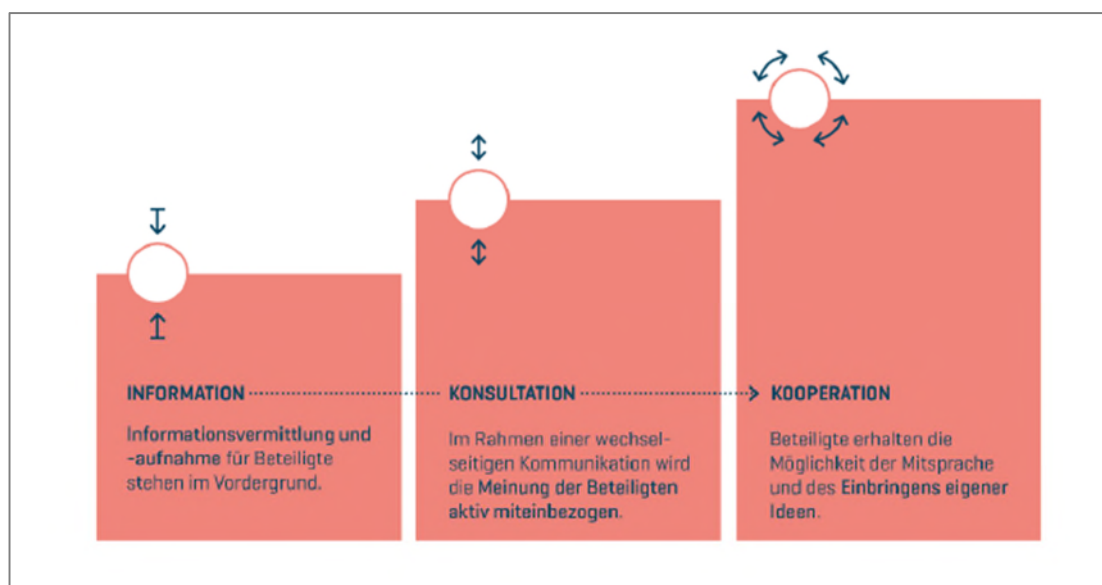 INFORMATION
Informationsvermittlung und
-aufnahme für Beteiligte
stehen im Vordergrund.
KONSULTATION
Im Rahmen einer wechsel-
seitigen Kommunikation wird
die Meinung der Beteiligten
aktiv miteinbezogen.
KOOPERATION
Beteiligte erhalten die
Möglichkeit der Mitsprache
und des Einbringens eigener
Ideen.